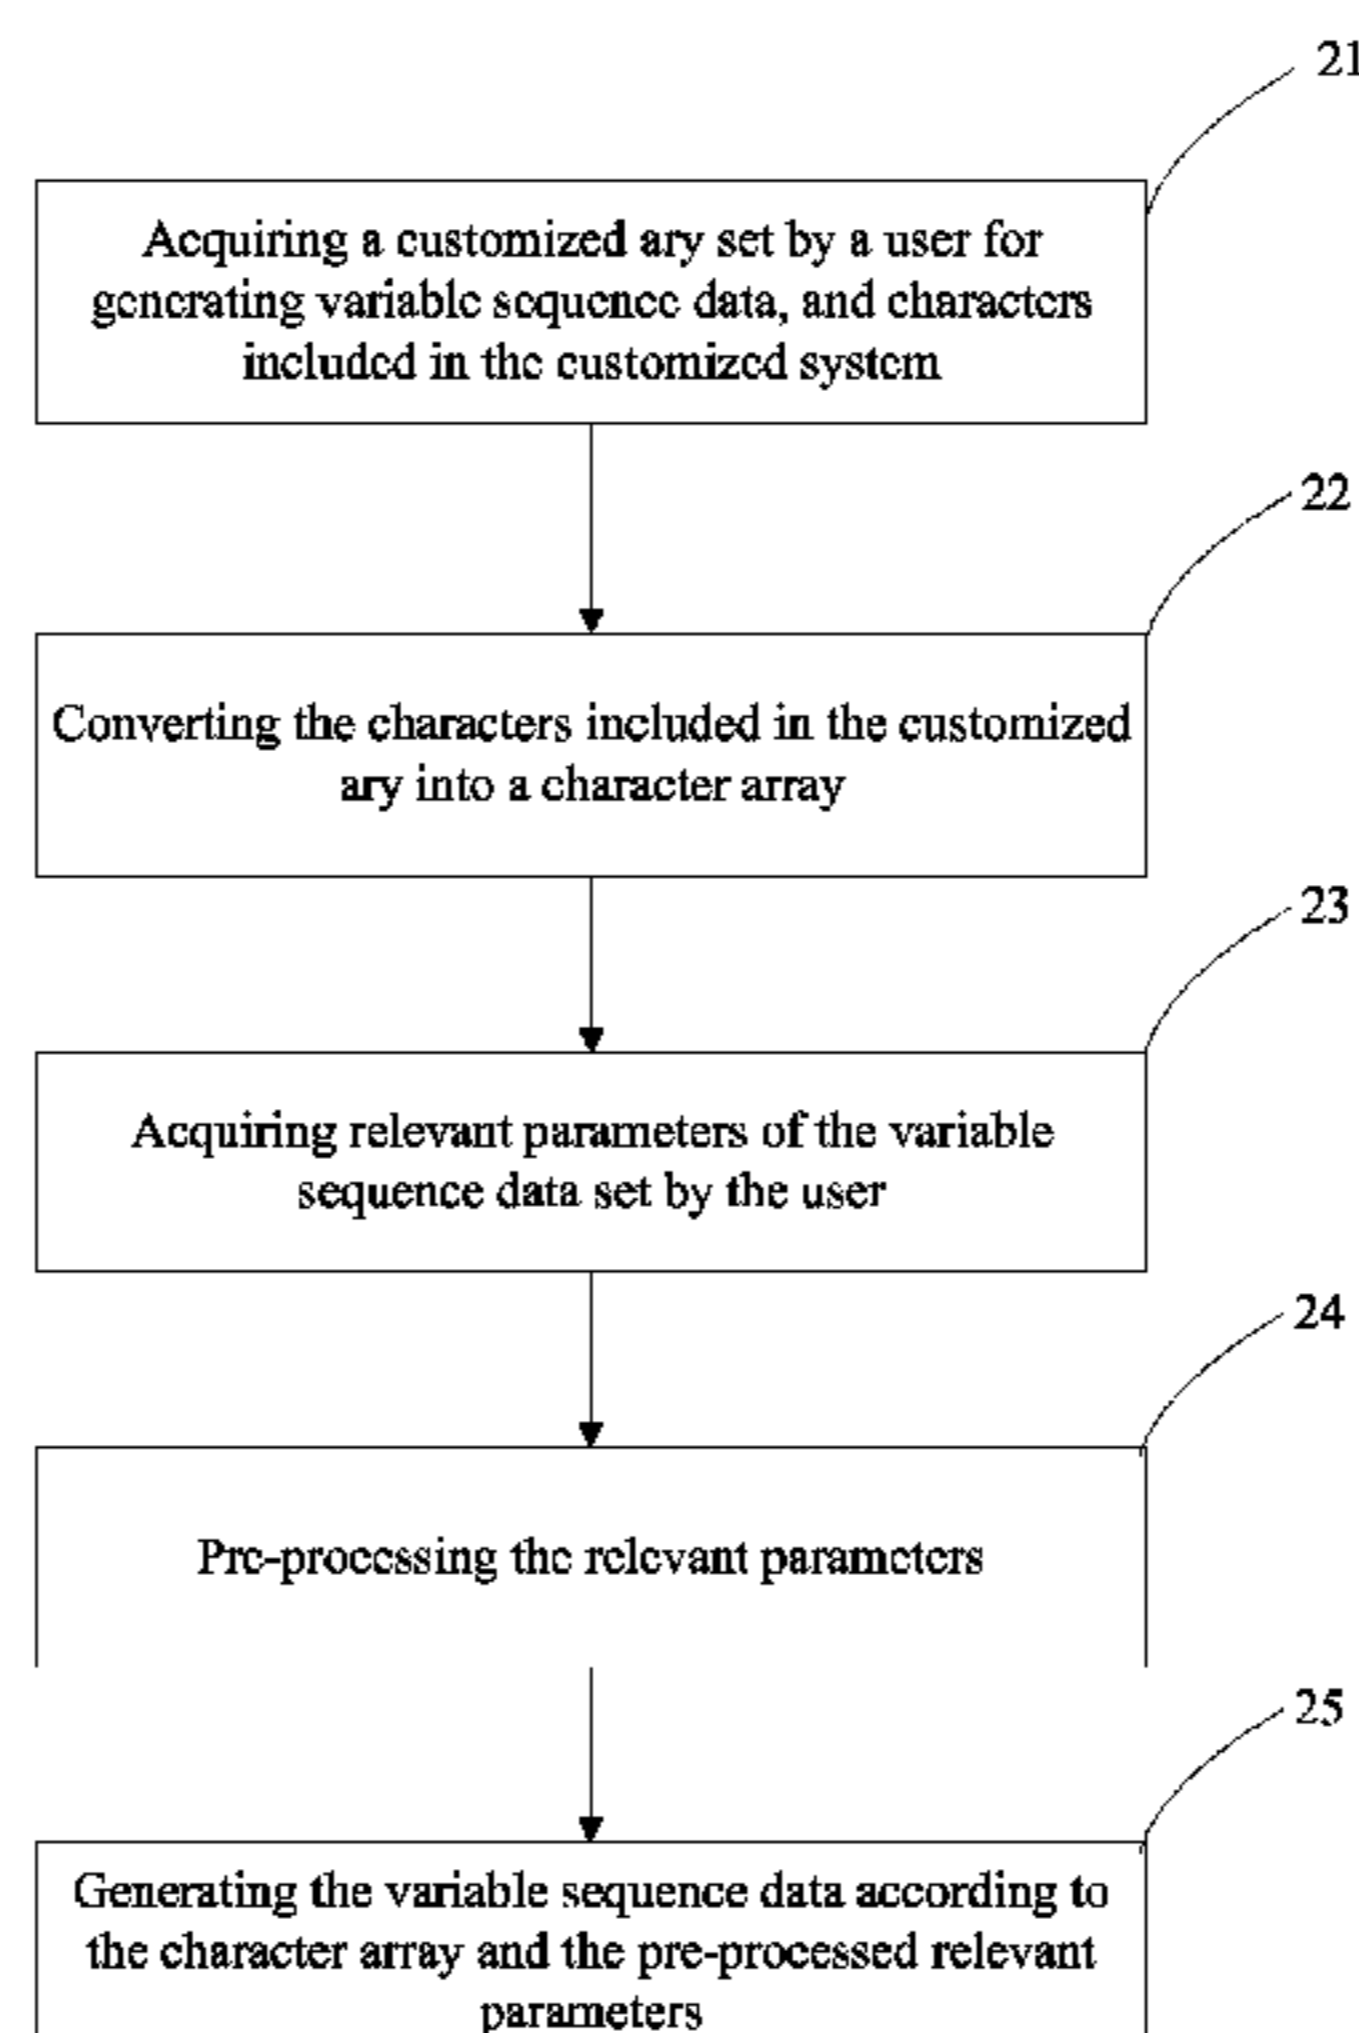 21
Acquiring a customized ary set by a user for
generating variable sequence data, and characters
included in the customized system
22
Converting the characters included in the customized
ary into a character array
23
Acquiring relevant parameters of the variable
sequence data set by the user
24
Pre-processing the relevant parameters
25
Generating the variable sequence data according to
the character array and the pre-processed relevant
parameters